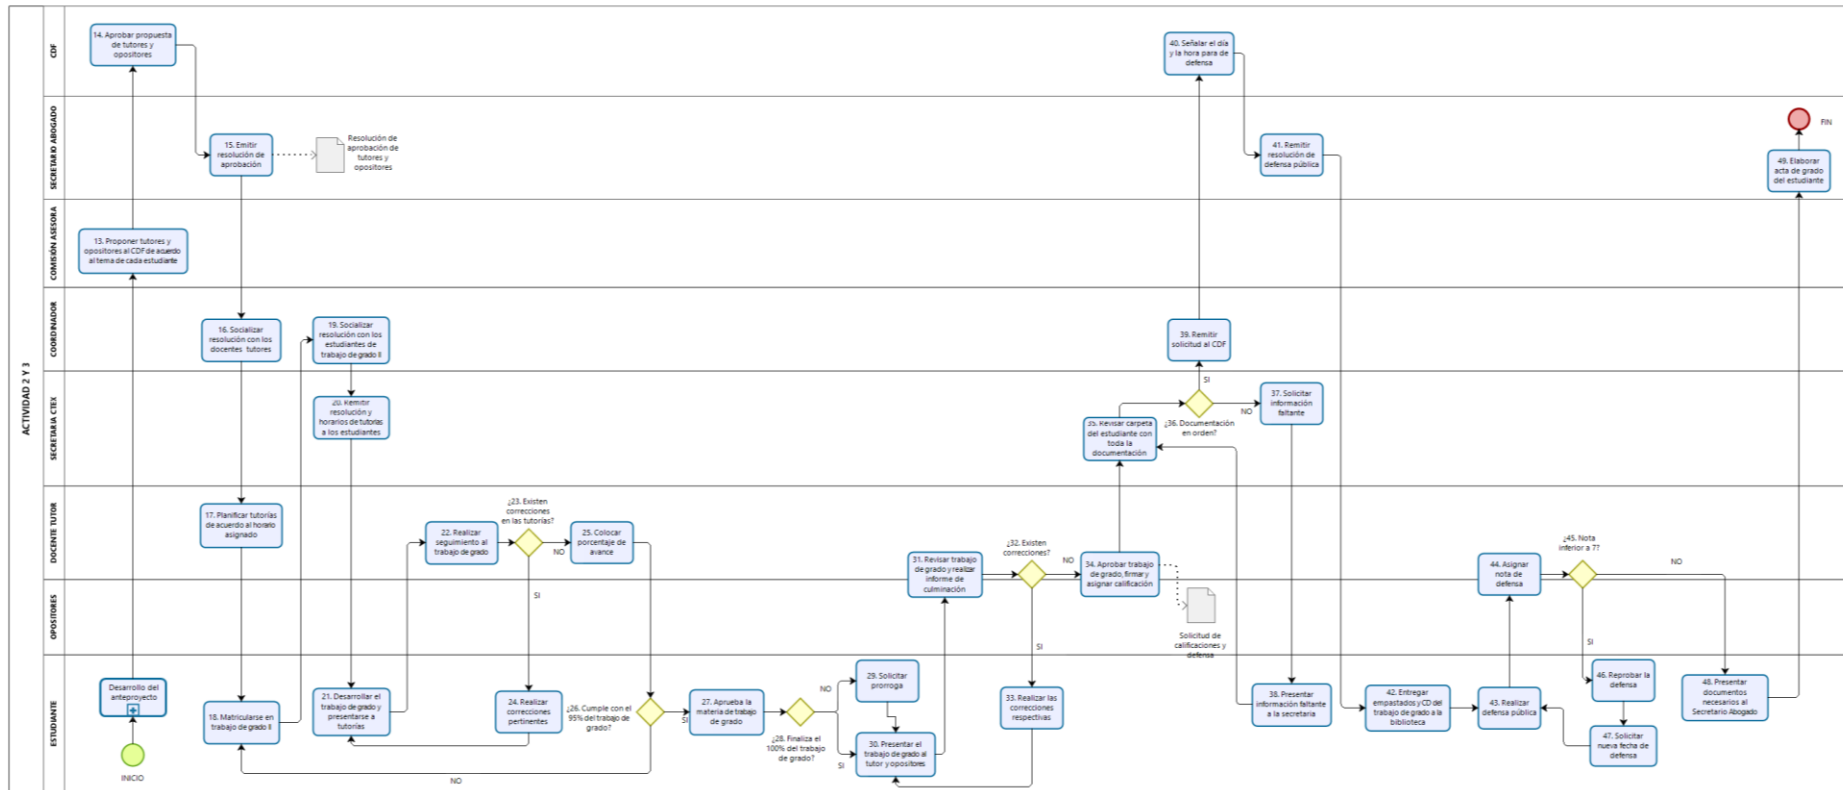 ACTIVIDAD 2 Y 3
CDF
14. Aprobar propuesta
de tutores y
opositores
40. Señalar el día
y la hora para de
defensa
SECRETARIO ABOGADO
15. Emitir
resolución de
aprobación
Resolución de
aprobación de
tutores y
opositores
41. Remitir
resolución de
defensa pública
FIN
49. Elaborar
acta de grado
del estudiante
COMISIÓN ASESORA
13. Proponer tutores y
opositores al CDF de acuerdo
al tema de cada estudiante
COORDINADOR
16. Socializar
resolución con los
docentes tutores
19. Socializar
resolución con los
estudiantes de
trabajo de grado II
39. Remitir
solicitud al CDF
SECRETARIA CTEX
20. Remitir
resolución y
horarios de tutorías
a los estudiantes
35. Revisar carpeta
del estudiante con
toda la
documentación
SI
¿36. Documentación
en orden?
NO
37. Solicitar
información
faltante
DOCENTE TUTOR
17. Planificar tutorías
de acuerdo al horario
asignado
22. Realizar
seguimiento al
trabajo de grado
¿23. Existen
correcciones
en las tutorías?
NO
SI
25. Colocar
porcentaje de
avance
31. Revisar trabajo
de grado y realizar
informe de
culminación
¿32. Existen
correcciones?
NO
SI
34. Aprobar trabajo
de grado, firmar y
asignar calificación
44. Asignar
nota de
defensa
¿45. Nota
inferior a 7?
NO
SI
OPOSITORES
Solicitud de
calificaciones y
defensa
ESTUDIANTE
Desarrollo del
anteproyecto
INICIO
18. Matricularse en
trabajo de grado II
21. Desarrollar el
trabajo de grado y
presentarse a
tutorías
24. Realizar
correcciones
pertinentes
¿26. Cumple con el
95% del trabajo de
grado?
SI
NO
27. Aprueba la
materia de trabajo
de grado
¿28. Finaliza el
100% del trabajo
de grado?
NO
SI
29. Solicitar
prorroga
30. Presentar el
trabajo de grado al
tutor y opositores
33. Realizar las
correcciones
respectivas
38. Presentar
información faltante
a la secretaria
42. Entregar
empastados y CD del
trabajo de grado a la
biblioteca
43. Realizar
defensa pública
46. Reprobar la
defensa
47. Solicitar
nueva fecha de
defensa
48. Presentar
documentos
necesarios al
Secretario Abogado